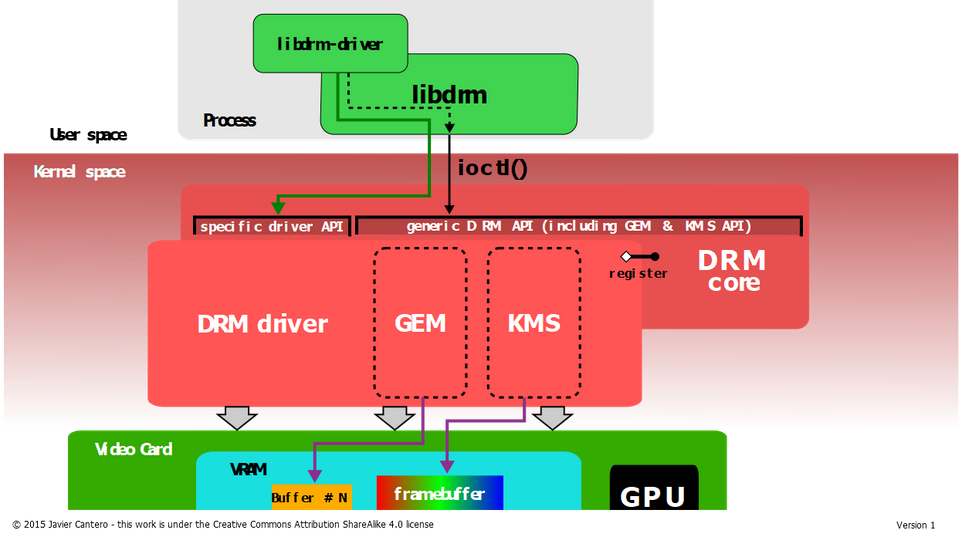 libdrm-driver
libdrm
Process
User space
Kernel space
ioctl()
specific driver API
generic DRM API (including GEM & KMS API)
register
DRM
core
DRM driver
GEM
KMS
Video Card
VRAM
Buffer # N
framebuffer
GPU
© 2015 Javier Cantero - this work is under the Creative Commons Attribution ShareAlike 4.0 license
Version 1